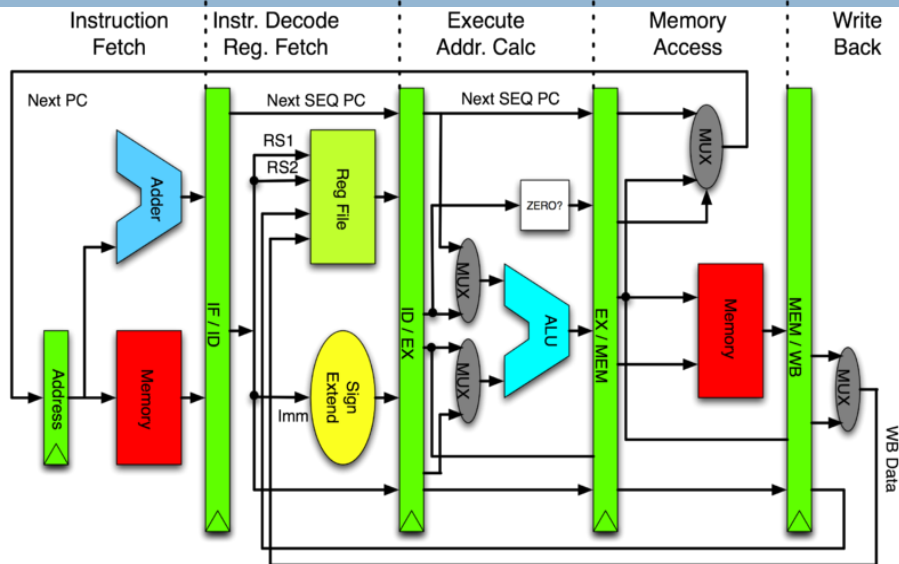 Instruction
Fetch
Instr. Decode
Reg. Fetch
Execute
Addr. Calc
Memory
Access
Write
Back
Next PC
Next SEQ PC
Next SEQ PC
RS1
RS2
MUX
Adder
Reg File
ZERO?
MUX
IF / ID
ID / EX
ALU
EX / MEM
Memory
MEM / WB
Address
Memory
Sign
Extend
MUX
MUX
Imm
WB Data